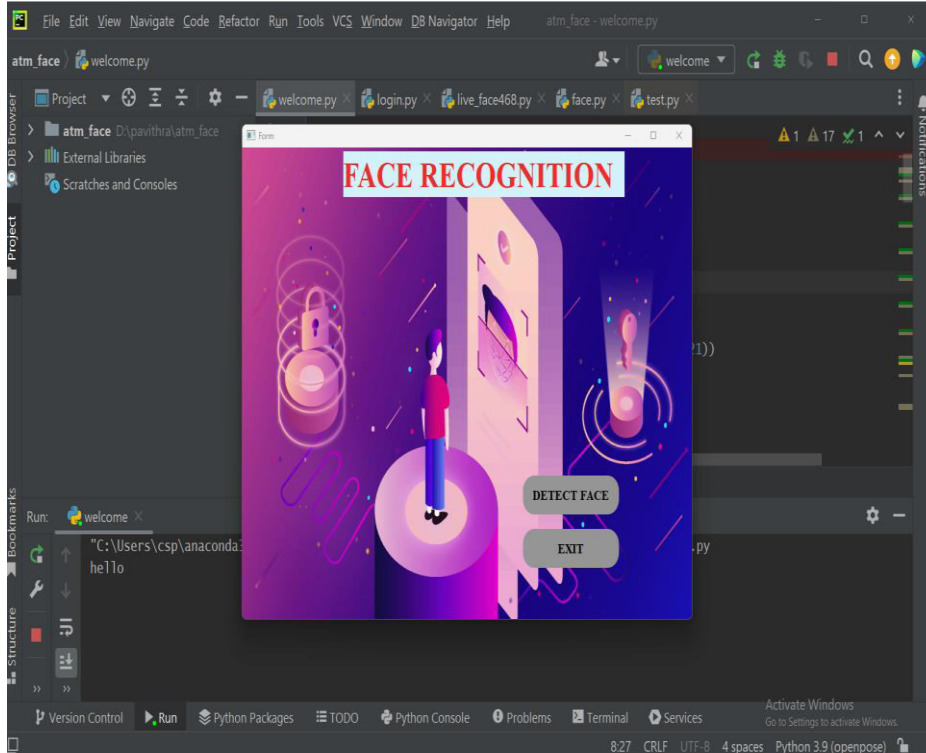 PC File Edit View Navigate Code Refactor Run Tools VCS Window DB Navigator Help atm_face - welcome.py
atm_face welcome.py welcome
Project welcome.py login.py live_face468.py face.py test.py
atm_face D:\pavithra\atm_face
External Libraries
Scratches and Consoles
DB Browser
Project
Bookmarks
Structure
Notifications
1 17 1
Form
FACE RECOGNITION
21))
DETECT FACE
EXIT
Run: welcome
"C:\Users\csp\anaconda3 .py
hello
Version Control Run Python Packages TODO Python Console Problems Terminal Services
Activate Windows
Go to Settings to activate Windows.
8:27 CRLF UTF-8 4 spaces Python 3.9 (openpose)